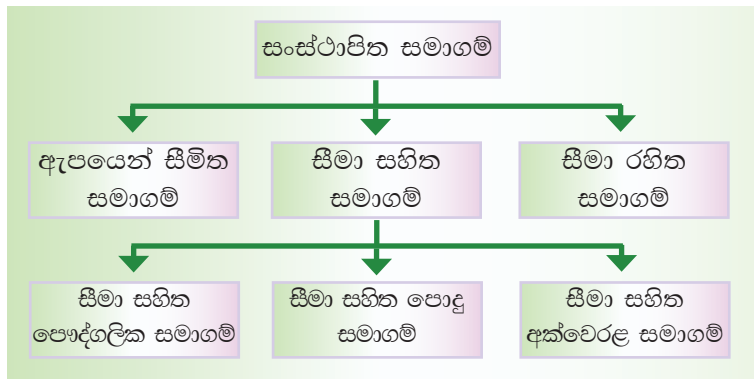 සංස්ථාපිත සමාගම්
ඇපයෙන් සීමිත
සමාගම්
සීමා සහිත
සමාගම්
සීමා රහිත
සමාගම්
සීමා සහිත
පෞද්ගලික සමාගම්
සීමා සහිත පොදු
සමාගම්
සීමා සහිත
අක්වෙරළ සමාගම්